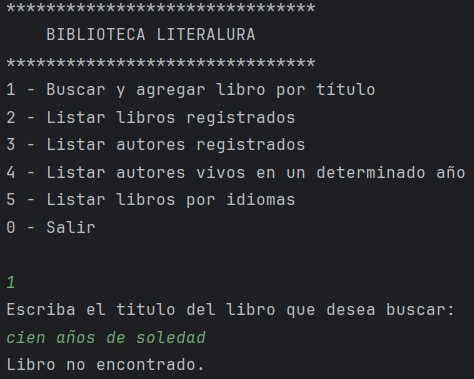 *******************************
BIBLIOTECA LITERALURA
*******************************
1 - Buscar y agregar libro por título
2 - Listar libros registrados
3 - Listar autores registrados
4 - Listar autores vivos en un determinado año
5 - Listar libros por idiomas
0 - Salir
1
Escriba el titulo del libro que desea buscar:
cien años de soledad
Libro no encontrado.